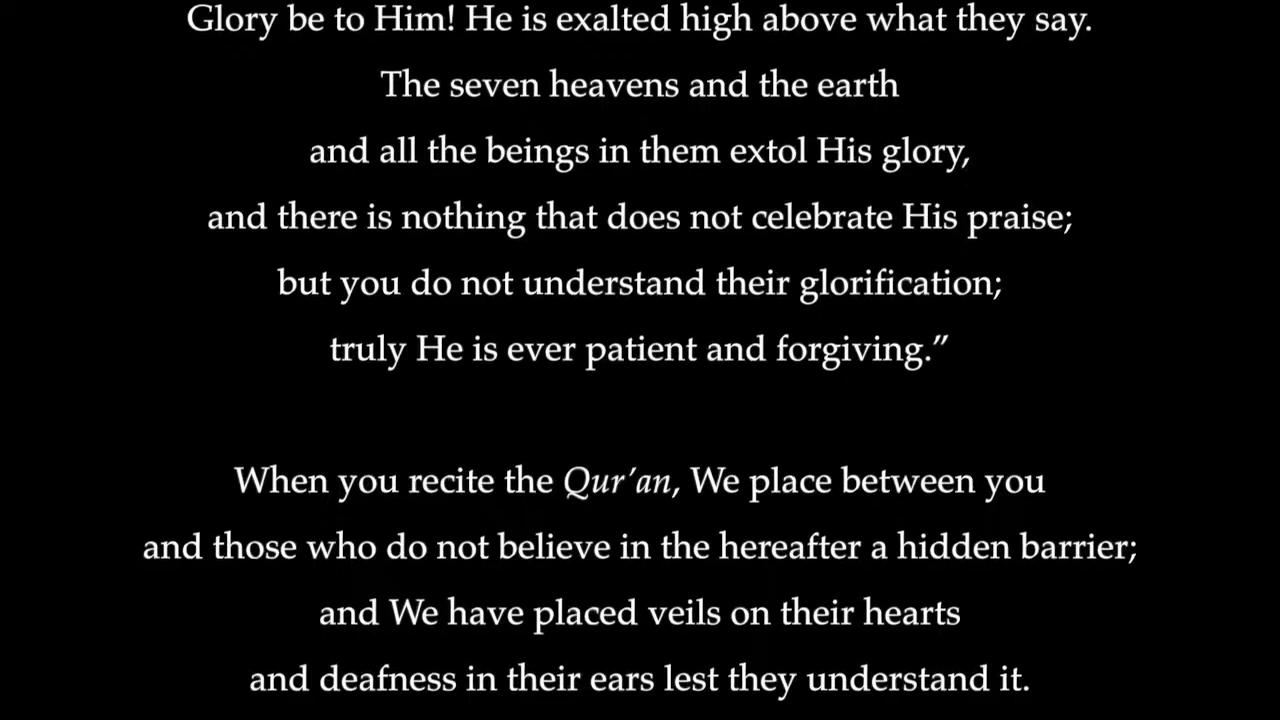 Glory be to Him! He is exalted high above what they say.
The seven heavens and the earth
and all the beings in them extol His glory,
and there is nothing that does not celebrate His praise;
but you do not understand their glorification;
truly He is ever patient and forgiving.”
When you recite the Qur’an, We place between you
and those who do not believe in the hereafter a hidden barrier;
and We have placed veils on their hearts
and deafness in their ears lest they understand it.